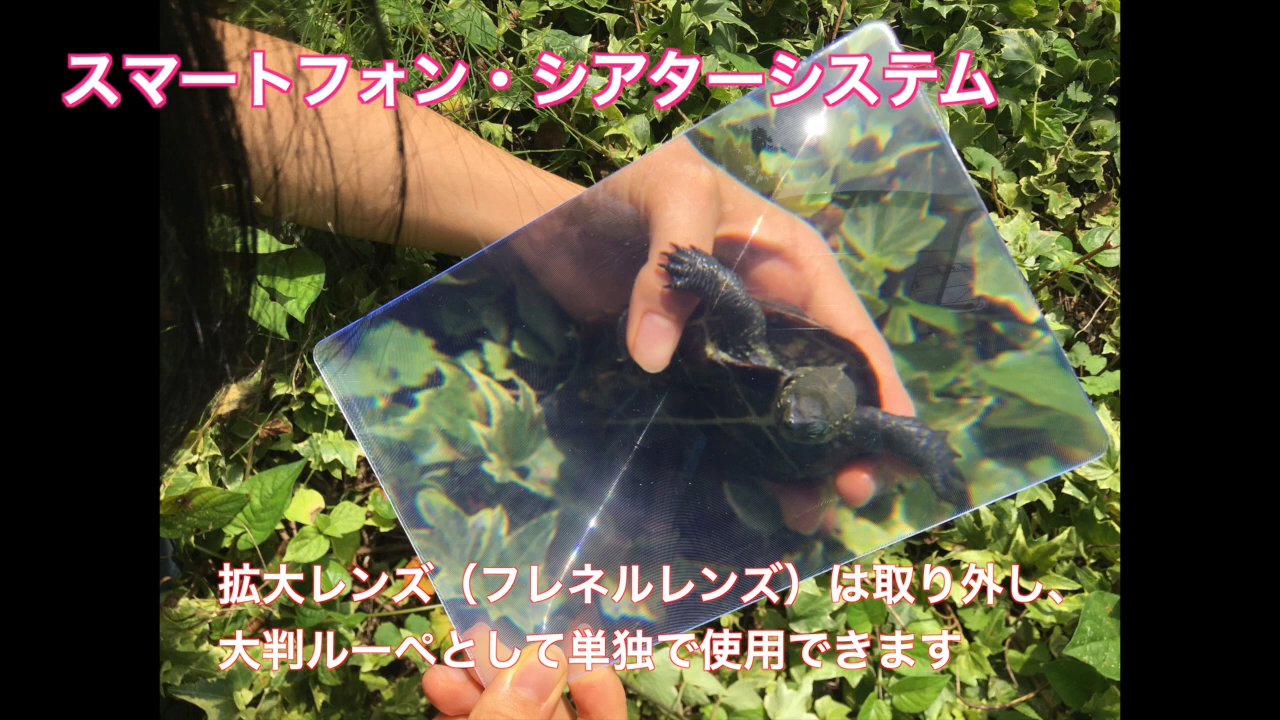 スマートフォン・シアターシステム
拡大レンズ（フレネルレンズ）は取り外し、
大判ルーペとして単独で使用できます